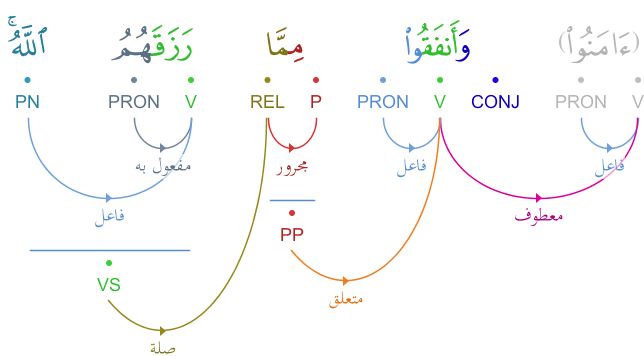 (ءَامَنُوا۟) وَأَنفَقُوا۟ مِمَّا رَزَقَهُمُ ٱللَّهُ ۚ
V PRON CONJ V PRON P REL V PRON PN
فاعل فاعل مجرور مفعول به
معطوف فاعل
PP
متعلق
VS
صلة